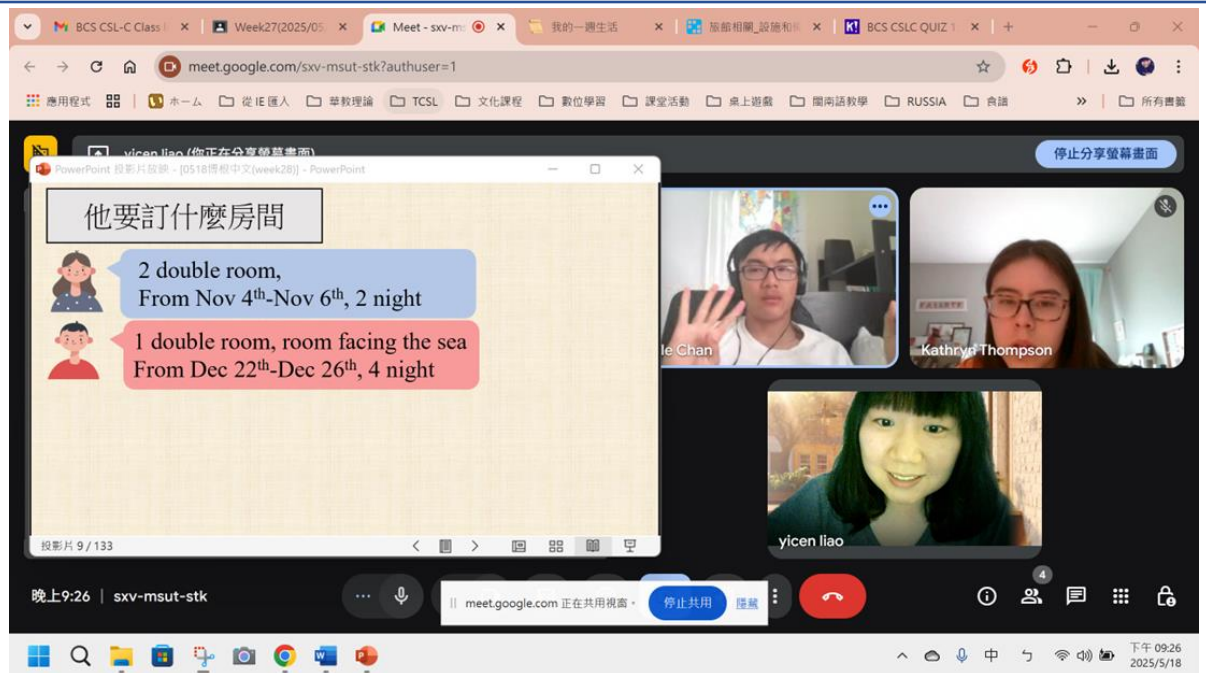 BCS CSL-C Class
Week27(2025/05
Meet - sxv-m
我的一週生活
旅館相關_設施和
BCS CSLC QUIZ 1
meet.google.com/sxv-msut-stk?authuser=1
應用程式
ホーム
從IE匯入
華教理論
TCSL
文化課程
數位學習
課堂活動
桌上遊戲
閩南語教學
RUSSIA
食譜
所有書籤
yicen liao (你正在分享螢幕畫面)
停止分享螢幕畫面
PowerPoint 投影片放映 - [0518博根中文(week28)] - PowerPoint
他要訂什麼房間
2 double room,
From Nov 4th-Nov 6th, 2 night
1 double room, room facing the sea
From Dec 22th-Dec 26th, 4 night
投影片 9 / 133
le Chan
Kathryn Thompson
yicen liao
晚上9:26 | sxv-msut-stk
meet.google.com 正在共用視窗。
停止共用
隱藏
4
中
ㄅ
下午 09:26
2025/5/18